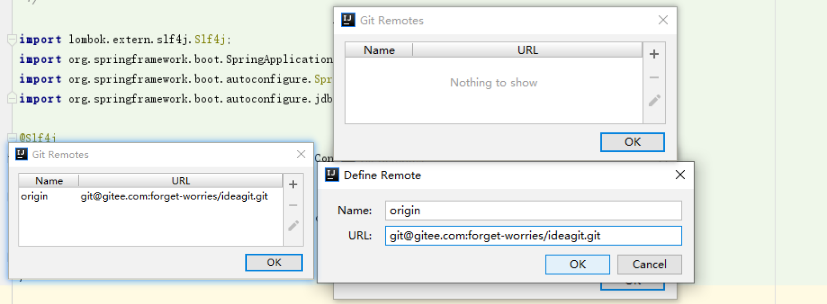 */
import lombok.extern.slf4j.Slf4j;
import org.springframework.boot.SpringApplication
import org.springframework.boot.autoconfigure.Sp
import org.springframework.boot.autoconfigure.jdb
@Slf4j
Con
Git Remotes
Name URL
Nothing to show
OK
Git Remotes
Name URL
origin git@gitee.com:forget-worries/ideagit.git
OK
Define Remote
Name: origin
URL: git@gitee.com:forget-worries/ideagit.git
OK Cancel